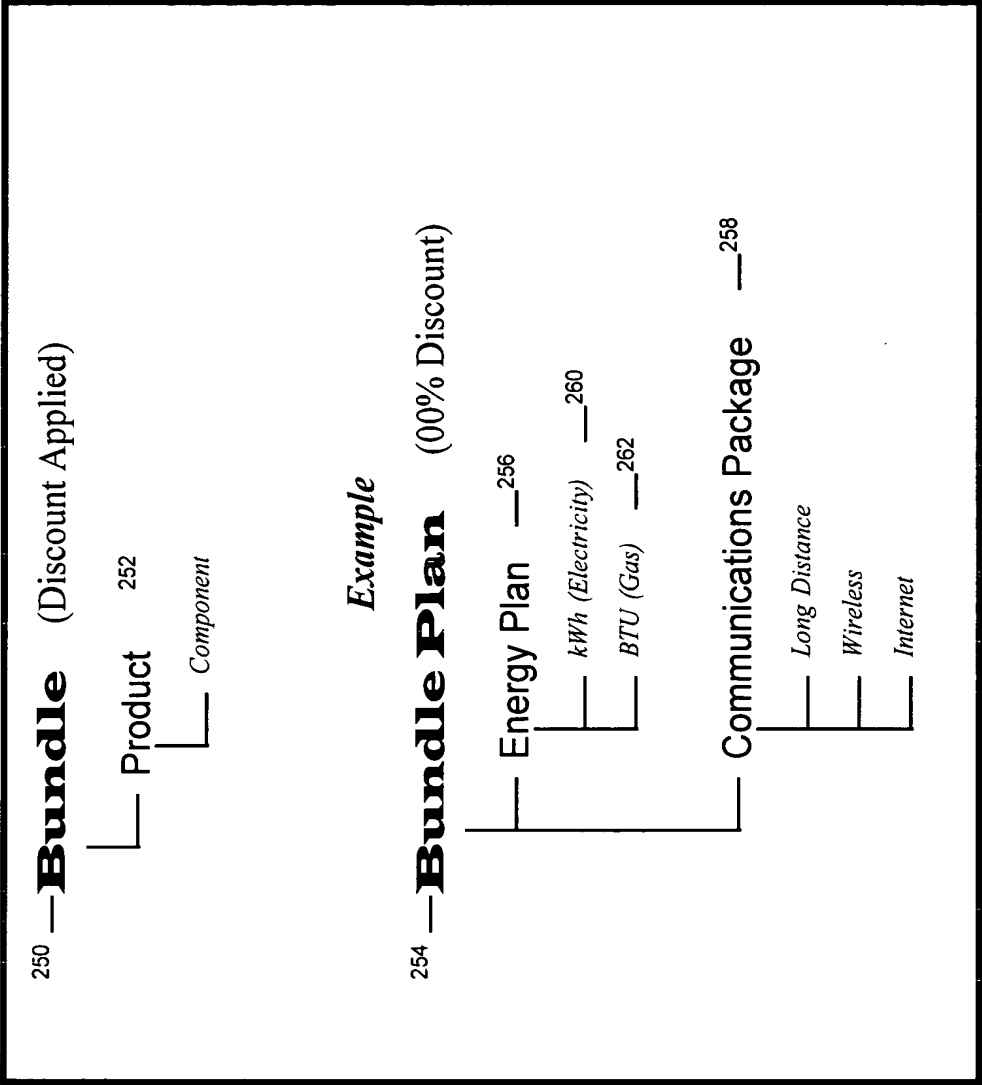 250 Bundle (Discount Applied)
Product 252
Component
Example
254 Bundle Plan (00% Discount)
Energy Plan 256
kWh (Electricity) 260
BTU (Gas) 262
Communications Package 258
Long Distance
Wireless
Internet